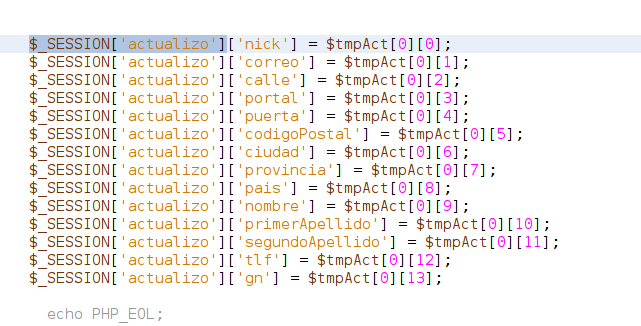 $_SESSION['actualizo']['nick'] = $tmpAct[0][0];
$_SESSION['actualizo']['correo'] = $tmpAct[0][1];
$_SESSION['actualizo']['calle'] = $tmpAct[0][2];
$_SESSION['actualizo']['portal'] = $tmpAct[0][3];
$_SESSION['actualizo']['puerta'] = $tmpAct[0][4];
$_SESSION['actualizo']['codigoPostal'] = $tmpAct[0][5];
$_SESSION['actualizo']['ciudad'] = $tmpAct[0][6];
$_SESSION['actualizo']['provincia'] = $tmpAct[0][7];
$_SESSION['actualizo']['pais'] = $tmpAct[0][8];
$_SESSION['actualizo']['nombre'] = $tmpAct[0][9];
$_SESSION['actualizo']['primerApellido'] = $tmpAct[0][10];
$_SESSION['actualizo']['segundoApellido'] = $tmpAct[0][11];
$_SESSION['actualizo']['tlf'] = $tmpAct[0][12];
$_SESSION['actualizo']['gn'] = $tmpAct[0][13];
echo PHP_EOL;